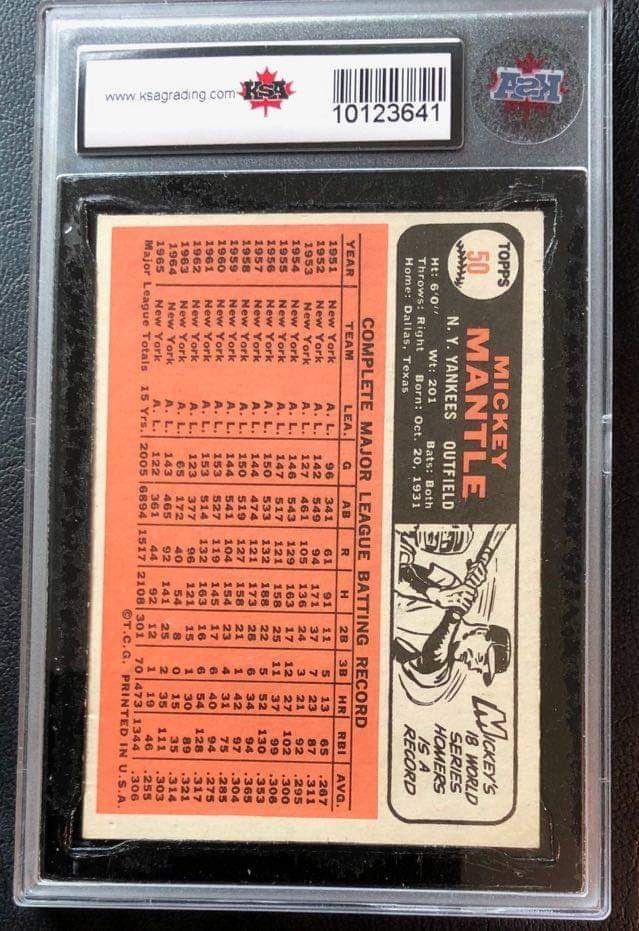 www.ksagrading.com
KSA
10123641
KSA
TOPPS
50
MICKEY
MANTLE
N. Y. YANKEES OUTFIELD
Ht: 6'0" Wt: 201 Bats: Both
Throws: Right Born: Oct. 20, 1931
Home: Dallas, Texas
MICKEY'S
18 WORLD
SERIES
HOMERS
IS A
RECORD
COMPLETE MAJOR LEAGUE BATTING RECORD
YEAR TEAM LEA. G AB R H 2B 3B HR RBI AVG.
1951 New York A. L. 96 341 61 91 11 5 13 65 .267
1952 New York A. L. 142 549 94 171 37 7 23 87 .311
1953 New York A. L. 127 461 105 136 24 3 21 92 .295
1954 New York A. L. 146 543 129 163 17 12 27 102 .300
1955 New York A. L. 147 517 121 158 25 11 37 99 .306
1956 New York A. L. 150 533 132 188 22 5 52 130 .353
1957 New York A. L. 144 474 121 173 28 6 34 94 .365
1958 New York A. L. 150 519 127 158 21 1 42 97 .304
1959 New York A. L. 144 541 104 154 23 4 31 75 .285
1960 New York A. L. 153 527 119 145 17 6 40 94 .275
1961 New York A. L. 153 514 132 163 16 6 54 128 .317
1962 New York A. L. 123 377 96 121 15 1 30 89 .321
1963 New York A. L. 65 172 40 54 8 0 15 35 .314
1964 New York A. L. 143 465 92 141 25 2 35 111 .303
1965 New York A. L. 122 361 44 92 12 1 19 46 .255
Major League Totals 15 Yrs. 2005 6894 1517 2108 301 70 473 1344 .306
©T.C.G. PRINTED IN U.S.A.